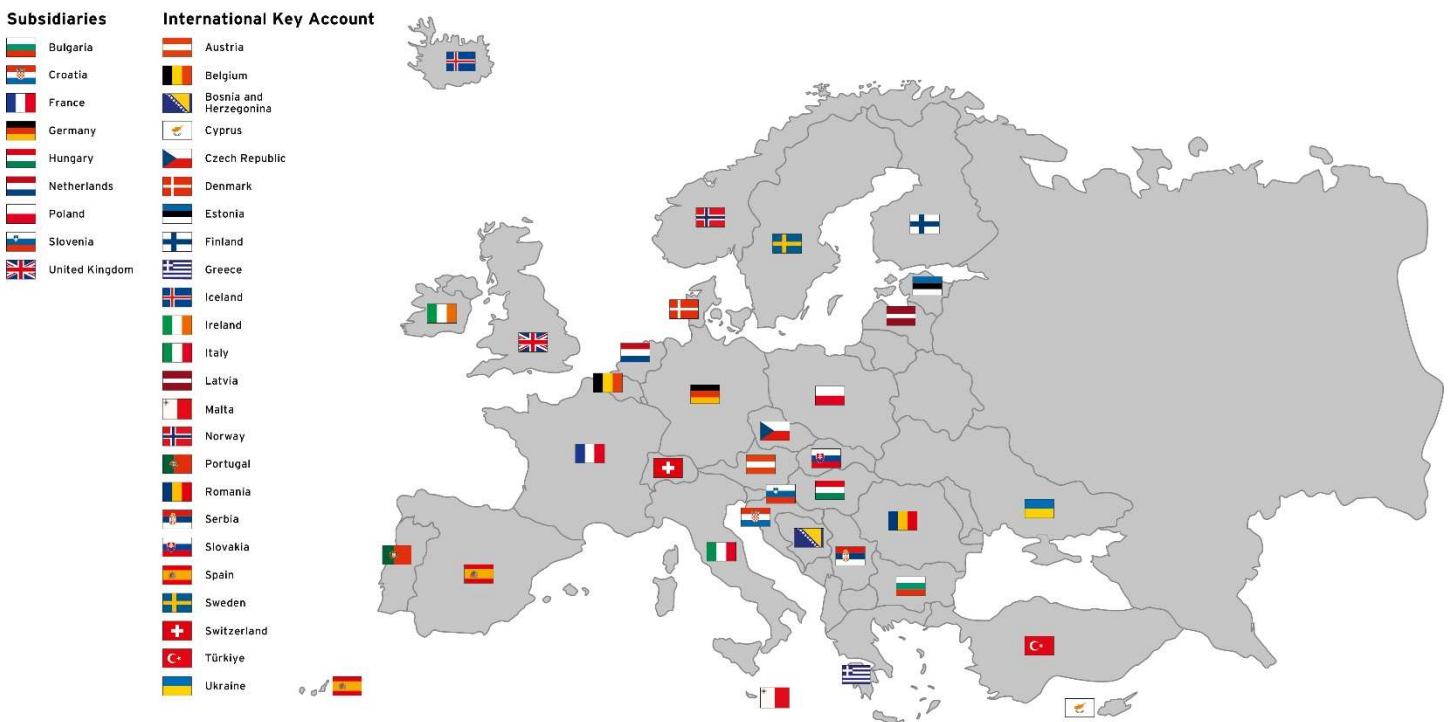 Subsidiaries
Bulgaria
Croatia
France
Germany
Hungary
Netherlands
Poland
Slovenia
United Kingdom
International Key Account
Austria
Belgium
Bosnia and
Herzegonina
Cyprus
Czech Republic
Denmark
Estonia
Finland
Greece
Iceland
Ireland
Italy
Latvia
Malta
Norway
Portugal
Romania
Serbia
Slovakia
Spain
Sweden
Switzerland
Türkiye
Ukraine